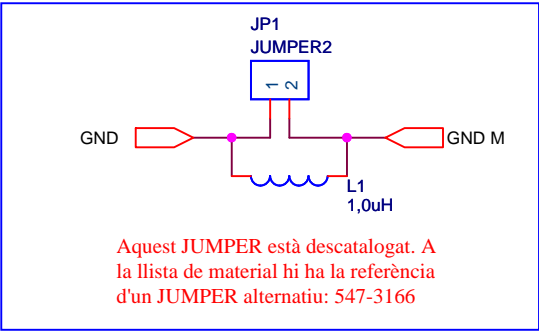 JP1
JUMPER2
1 2
GND
GND M
L1
1,0uH
Aquest JUMPER està descatalogat. A
la llista de material hi ha la referència
d'un JUMPER alternatiu: 547-3166